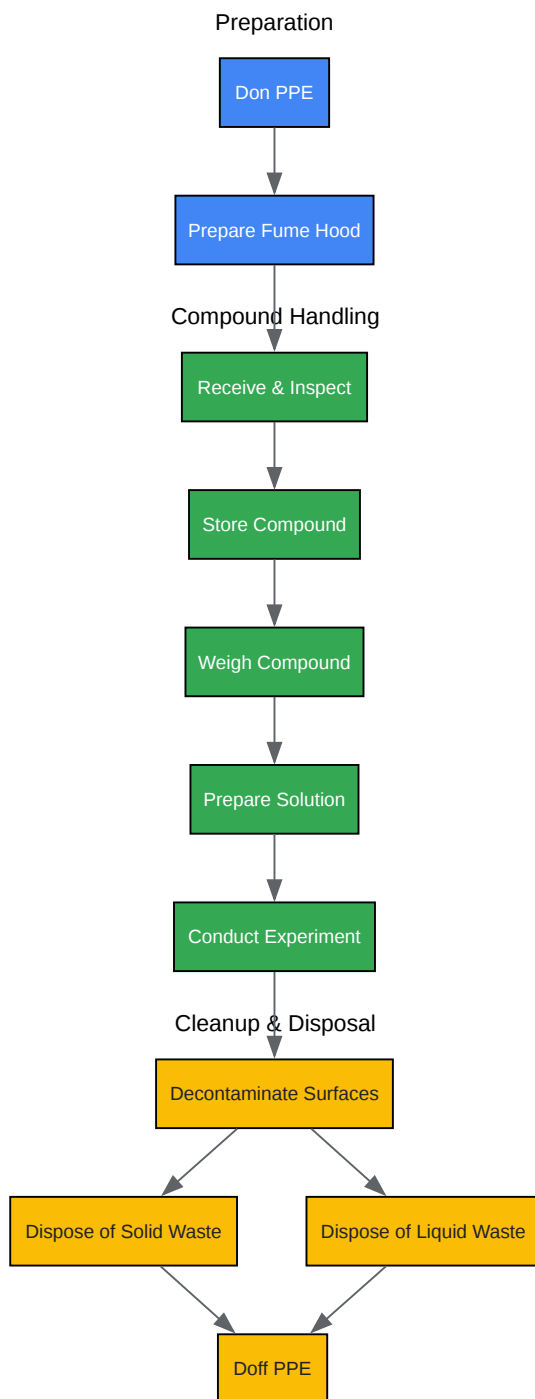 Preparation
Don PPE
Prepare Fume Hood
Compound Handling
Receive & Inspect
Store Compound
Weigh Compound
Prepare Solution
Conduct Experiment
Cleanup & Disposal
Decontaminate Surfaces
Dispose of Solid Waste
Dispose of Liquid Waste
Doff PPE